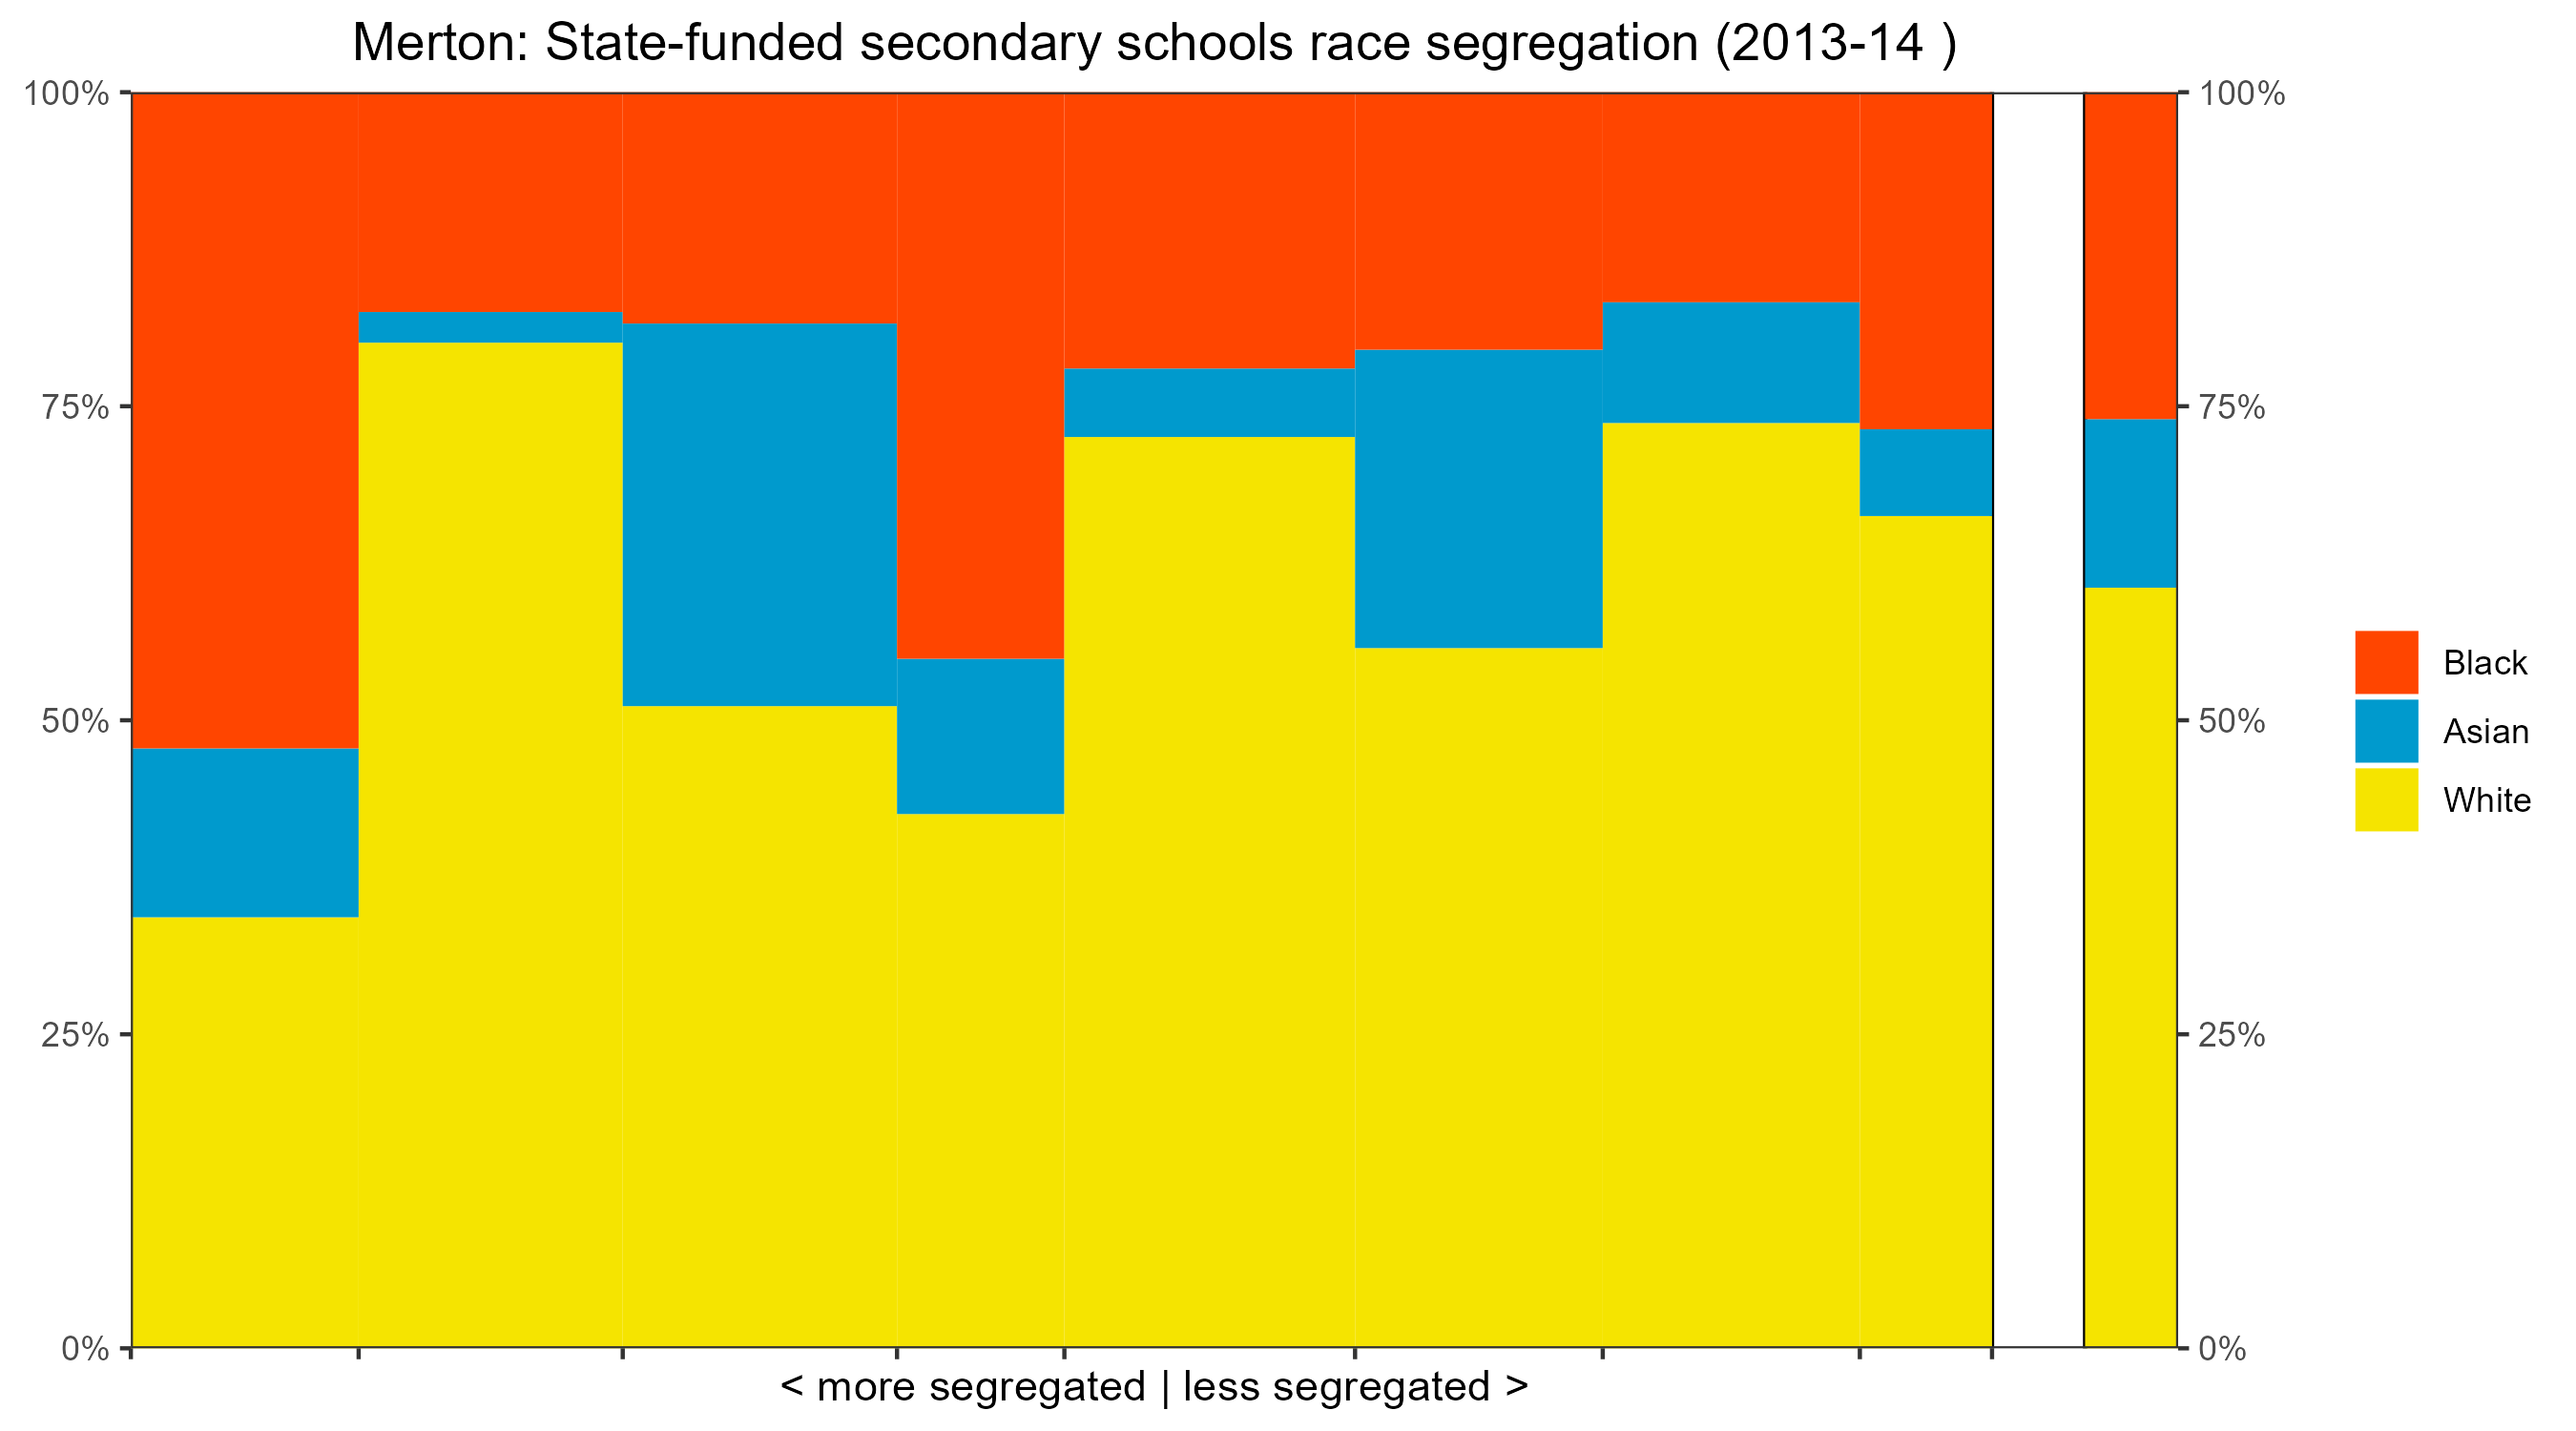 Merton: State-funded secondary schools race segregation (2013-14 )
100%
75%
50%
25%
0%
100%
75%
50%
25%
0%
Black
Asian
White
< more segregated | less segregated >